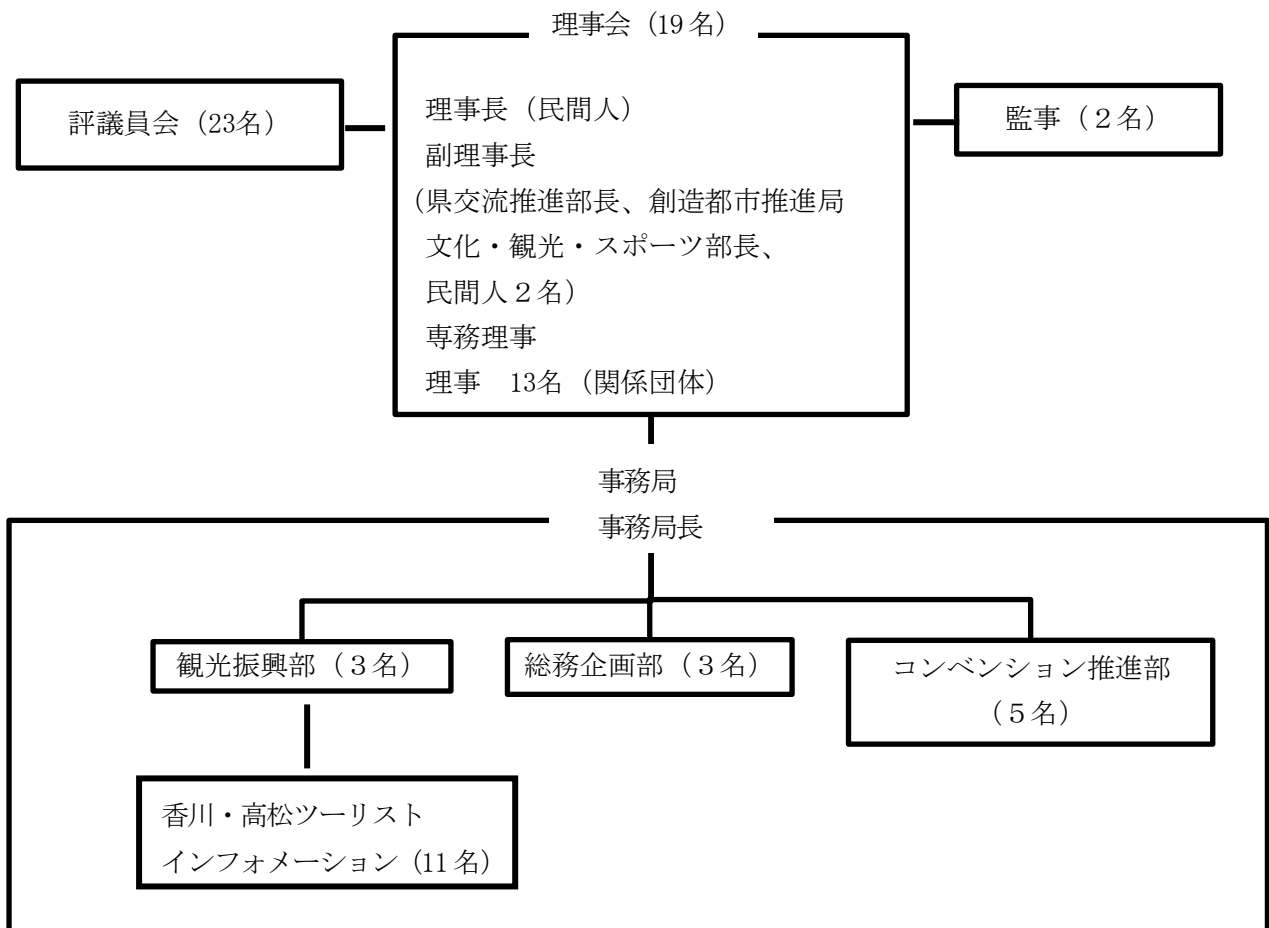 理事会（19名）
評議員会（23名）
理事長（民間人）
副理事長
（県交流推進部長、創造都市推進局
文化・観光・スポーツ部長、
民間人２名）
専務理事
理事　13名（関係団体）
監事（２名）
事務局
事務局長
観光振興部（３名）
総務企画部（３名）
コンベンション推進部
（５名）
香川・高松ツーリスト
インフォメーション（11名）